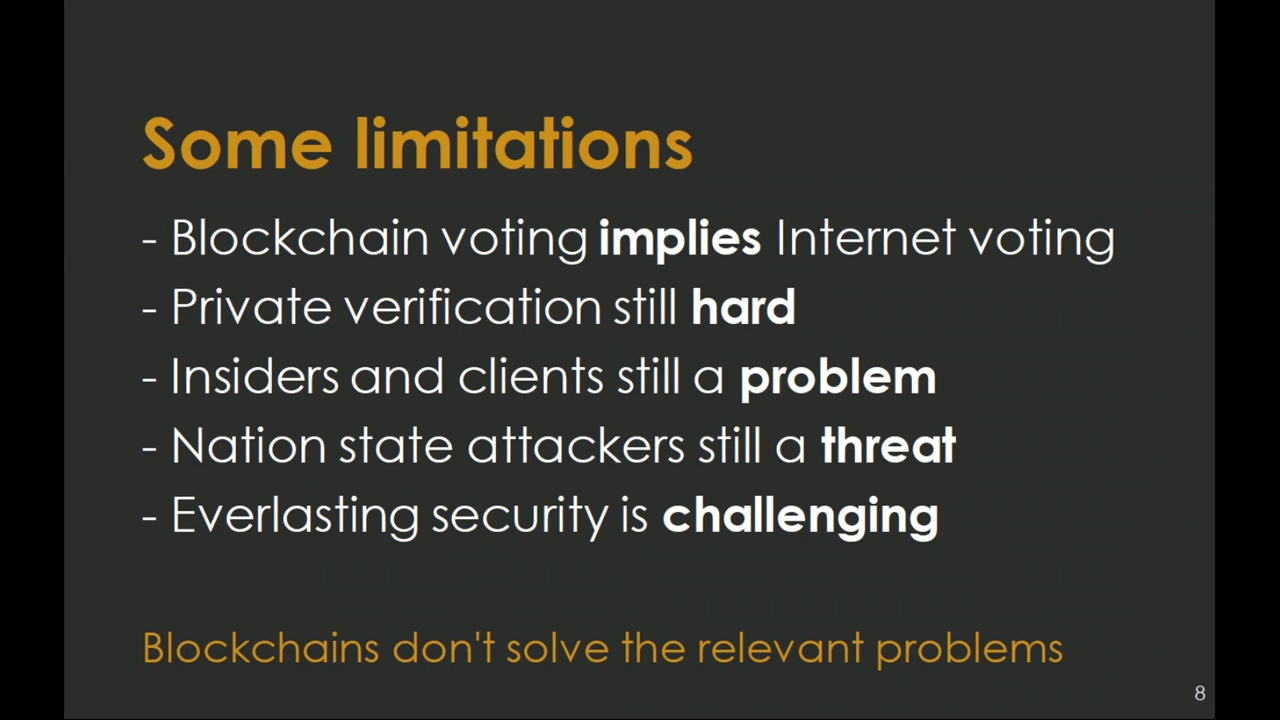 Some limitations
- Blockchain voting implies Internet voting
- Private verification still hard
- Insiders and clients still a problem
- Nation state attackers still a threat
- Everlasting security is challenging
Blockchains don't solve the relevant problems
8